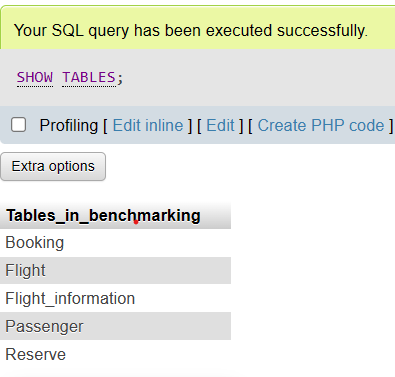 Your SQL query has been executed successfully.
SHOW TABLES;
Profiling [ Edit inline ] [ Edit ] [ Create PHP code ]
Extra options
Tables_in_benchmarking
Booking
Flight
Flight_information
Passenger
Reserve